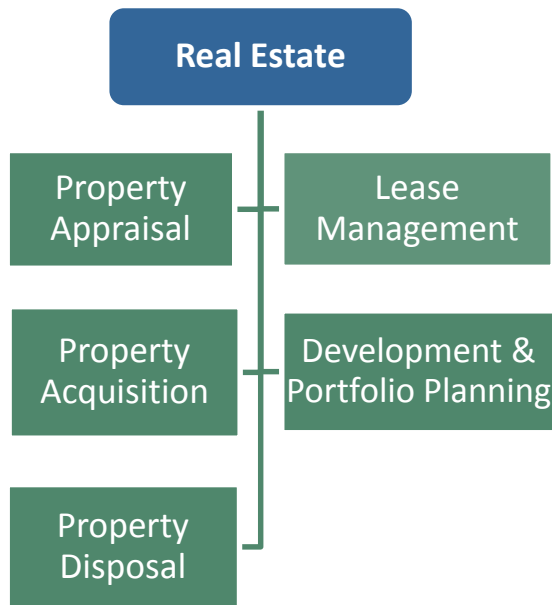 Real Estate
Property
Appraisal
Lease
Management
Property
Acquisition
Development &
Portfolio Planning
Property
Disposal